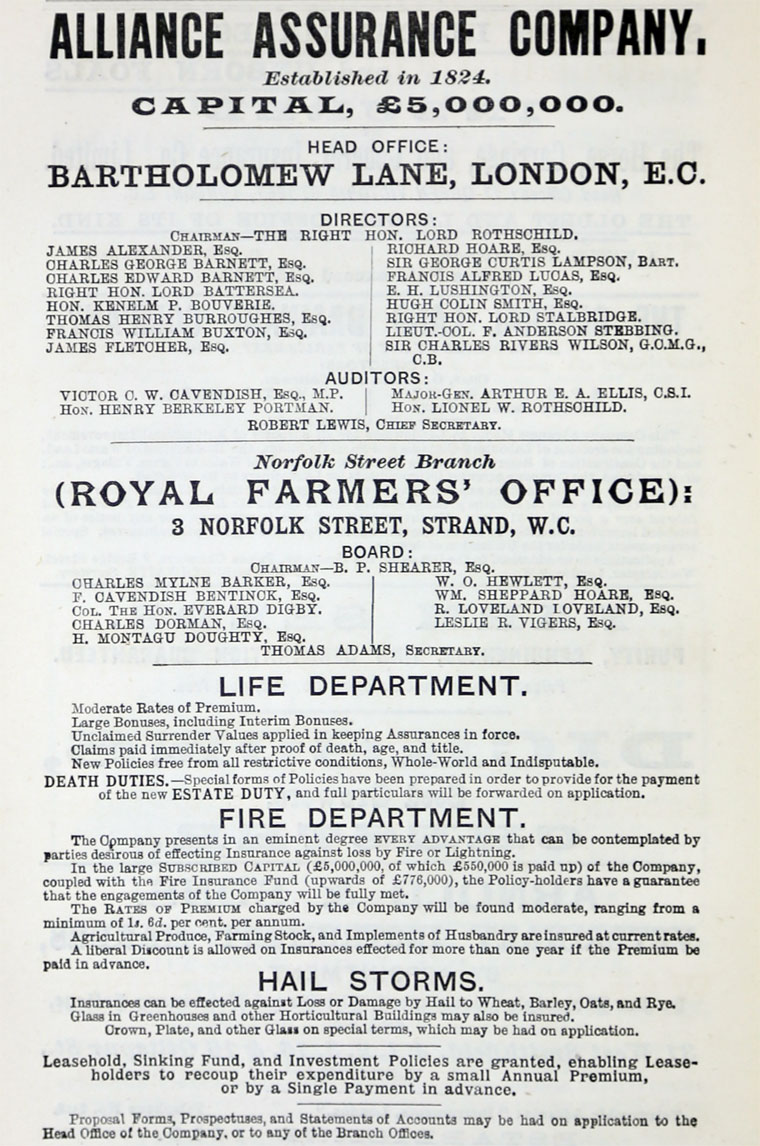 ALLIANCE ASSURANCE COMPANY.
Established in 1824.
CAPITAL, £5,000,000.
HEAD OFFICE:
BARTHOLOMEW LANE, LONDON, E.C.
DIRECTORS:
CHAIRMAN—THE RIGHT HON. LORD ROTHSCHILD.
JAMES ALEXANDER, ESQ.
CHARLES GEORGE BARNETT, ESQ.
CHARLES EDWARD BARNETT, ESQ.
RIGHT HON. LORD BATTERSEA.
HON. KENELM P. BOUVERIE.
THOMAS HENRY BURROUGHES, ESQ.
FRANCIS WILLIAM BUXTON, ESQ.
JAMES FLETCHER, ESQ.
RICHARD HOARE, ESQ.
SIR GEORGE CURTIS LAMPSON, BART.
FRANCIS ALFRED LUCAS, ESQ.
E. H. LUSHINGTON, ESQ.
HUGH COLIN SMITH, ESQ.
RIGHT HON. LORD STALBRIDGE.
LIEUT.-COL. F. ANDERSON STEBBING.
SIR CHARLES RIVERS WILSON, G.C.M.G.,
C.B.
AUDITORS:
VICTOR C. W. CAVENDISH, ESQ., M.P.
HON. HENRY BERKELEY PORTMAN.
MAJOR-GEN. ARTHUR E. A. ELLIS, C.S.I.
HON. LIONEL W. ROTHSCHILD.
ROBERT LEWIS, CHIEF SECRETARY.
Norfolk Street Branch
(ROYAL FARMERS' OFFICE):
3 NORFOLK STREET, STRAND, W.C.
BOARD:
CHAIRMAN—B. P. SHEARER, ESQ.
CHARLES MYLNE BARKER, ESQ.
F. CAVENDISH BENTINCK, ESQ.
COL. THE HON. EVERARD DIGBY.
CHARLES DORMAN, ESQ.
H. MONTAGU DOUGHTY, ESQ.
W. O. HEWLETT, ESQ.
WM. SHEPPARD HOARE, ESQ.
R. LOVELAND LOVELAND, ESQ.
LESLIE R. VIGERS, ESQ.
THOMAS ADAMS, SECRETARY.
LIFE DEPARTMENT.
Moderate Rates of Premium.
Large Bonuses, including Interim Bonuses.
Unclaimed Surrender Values applied in keeping Assurances in force.
Claims paid immediately after proof of death, age, and title.
New Policies free from all restrictive conditions, Whole-World and Indisputable.
DEATH DUTIES.—Special forms of Policies have been prepared in order to provide for the payment
of the new ESTATE DUTY, and full particulars will be forwarded on application.
FIRE DEPARTMENT.
The Company presents in an eminent degree EVERY ADVANTAGE that can be contemplated by
parties desirous of effecting Insurance against loss by Fire or Lightning.
In the large SUBSCRIBED CAPITAL (£5,000,000, of which £550,000 is paid up) of the Company,
coupled with the Fire Insurance Fund (upwards of £776,000), the Policy-holders have a guarantee
that the engagements of the Company will be fully met.
The RATES OF PREMIUM charged by the Company will be found moderate, ranging from a
minimum of 1s. 6d. per cent. per annum.
Agricultural Produce, Farming Stock, and Implements of Husbandry are insured at current rates.
A liberal Discount is allowed on Insurances effected for more than one year if the Premium be
paid in advance.
HAIL STORMS.
Insurances can be effected against Loss or Damage by Hail to Wheat, Barley, Oats, and Rye.
Glass in Greenhouses and other Horticultural Buildings may also be insured.
Crown, Plate, and other Glass on special terms, which may be had on application.
Leasehold, Sinking Fund, and Investment Policies are granted, enabling Lease-
holders to recoup their expenditure by a small Annual Premium,
or by a Single Payment in advance.
Proposal Forms, Prospectuses, and Statements of Accounts may be had on application to the
Head Office of the Company, or to any of the Branch Offices.